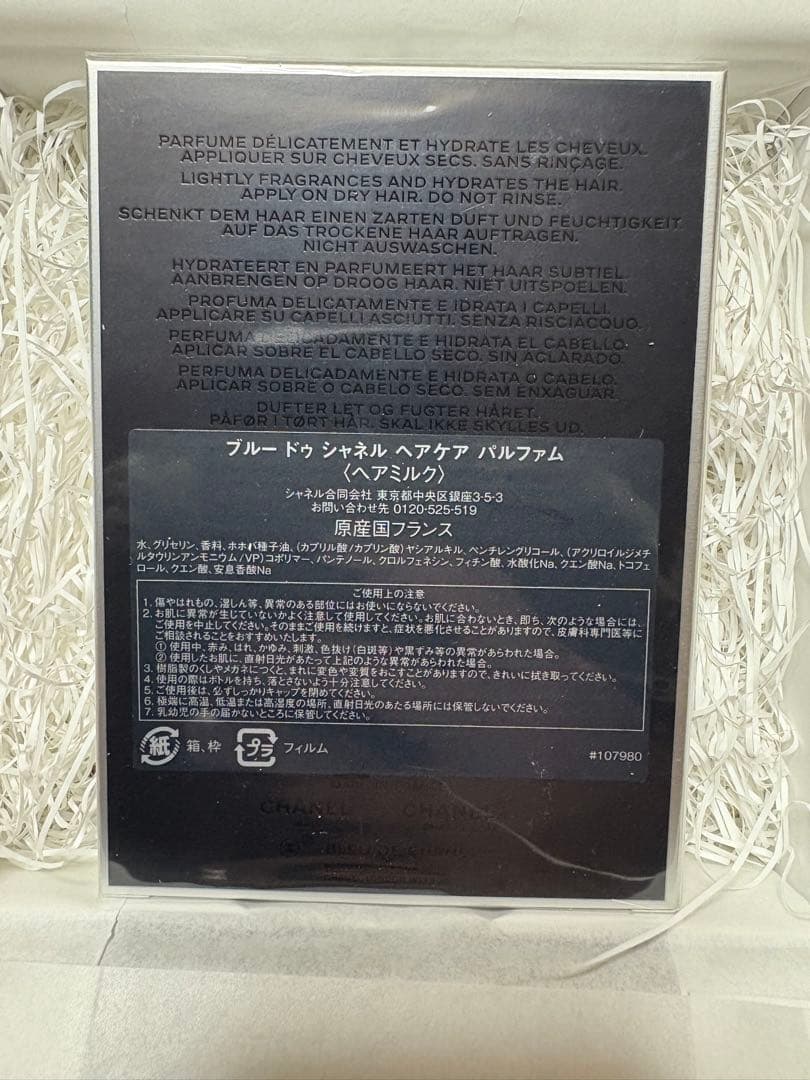 PARFUME DÉLICATEMENT ET HYDRATE LES CHEVEUX.
APPLIQUER SUR CHEVEUX SECS. SANS RINÇAGE.
LIGHTLY FRAGRANCES AND HYDRATES THE HAIR.
APPLY ON DRY HAIR. DO NOT RINSE.
SCHENKT DEM HAAR EINEN ZARTEN DUFT UND FEUCHTIGKEIT.
AUF DAS TROCKENE HAAR AUFTRAGEN.
NICHT AUSWASCHEN.
HYDRATEERT EN PARFUMEERT HET HAAR SUBTIEL.
AANBRENGEN OP DROOG HAAR. NIET UITSPOELEN.
PROFUMA DELICATAMENTE E IDRATA I CAPELLI.
APPLICARE SU CAPELLI ASCIUTTI. SENZA RISCIACQUO.
PERFUMA DELICADAMENTE E HIDRATA EL CABELLO.
APLICAR SOBRE EL CABELLO SECO. SIN ACLARADO.
PERFUMA DELICADAMENTE E HIDRATA O CABELO.
APLICAR SOBRE O CABELO SECO. SEM ENXAGUAR.
DUFTER LET OG FUGTER HÅRET.
PÅFØR I TØRT HÅR. SKAL IKKE SKYLLES UD.
ブルー ドゥ シャネル ヘアケア パルファム
〈ヘアミルク〉
シャネル合同会社 東京都中央区銀座3-5-3
お問い合わせ先 0120-525-519
原産国フランス
水、グリセリン、香料、ホホバ種子油、(カプリル酸/カプリン酸)ヤシアルキル、ペンチレングリコール、(アクリロイルジメチ
ルタウリンアンモニウム/VP)コポリマー、パンテノール、クロルフェネシン、フィチン酸、水酸化Na、クエン酸Na、トコフェ
ロール、クエン酸、安息香酸Na
ご使用上の注意
1. 傷やはれもの、湿しん等、異常のある部位にはお使いにならないでください。
2. お肌に異常が生じていないかよく注意して使用してください。お肌に合わないとき、即ち、次のような場合には、
ご使用を中止してください。そのままご使用を続けますと、症状を悪化させることがありますので、皮膚科専門医等に
ご相談されることをおすすめいたします。
① 使用中、赤み、はれ、かゆみ、刺激、色抜け(白斑等)や黒ずみ等の異常があらわれた場合。
② 使用したお肌に、直射日光があたって上記のような異常があらわれた場合。
3. 樹脂製のくしやメガネにつくと、まれに変色や変質をおこすことがありますので、きれいに拭き取ってください。
4. 使用の際はボトルを持ち、落とさないよう十分注意してください。
5. ご使用後は、必ずしっかりキャップを閉めてください。
6. 極端に高温、低温または高湿度の場所、直射日光のあたる場所には保管しないでください。
7. 乳幼児の手の届かないところに保管してください。
紙 箱、枠 プラ フィルム
#107980
CHANEL CHANEL
BLEU DE CHANEL